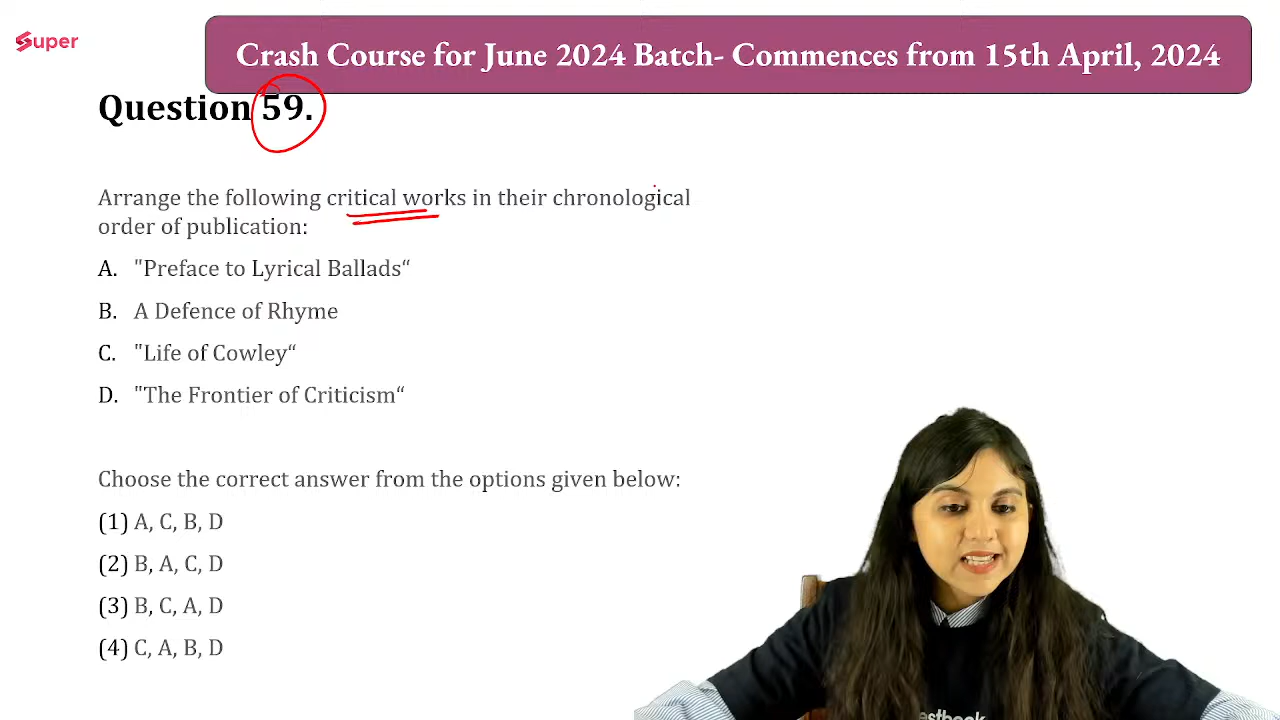 Super
Crash Course for June 2024 Batch- Commences from 15th April, 2024
Question 59.
Arrange the following critical works in their chronological
order of publication:
A. "Preface to Lyrical Ballads“
B. A Defence of Rhyme
C. "Life of Cowley“
D. "The Frontier of Criticism“
Choose the correct answer from the options given below:
(1) A, C, B, D
(2) B, A, C, D
(3) B, C, A, D
(4) C, A, B, D